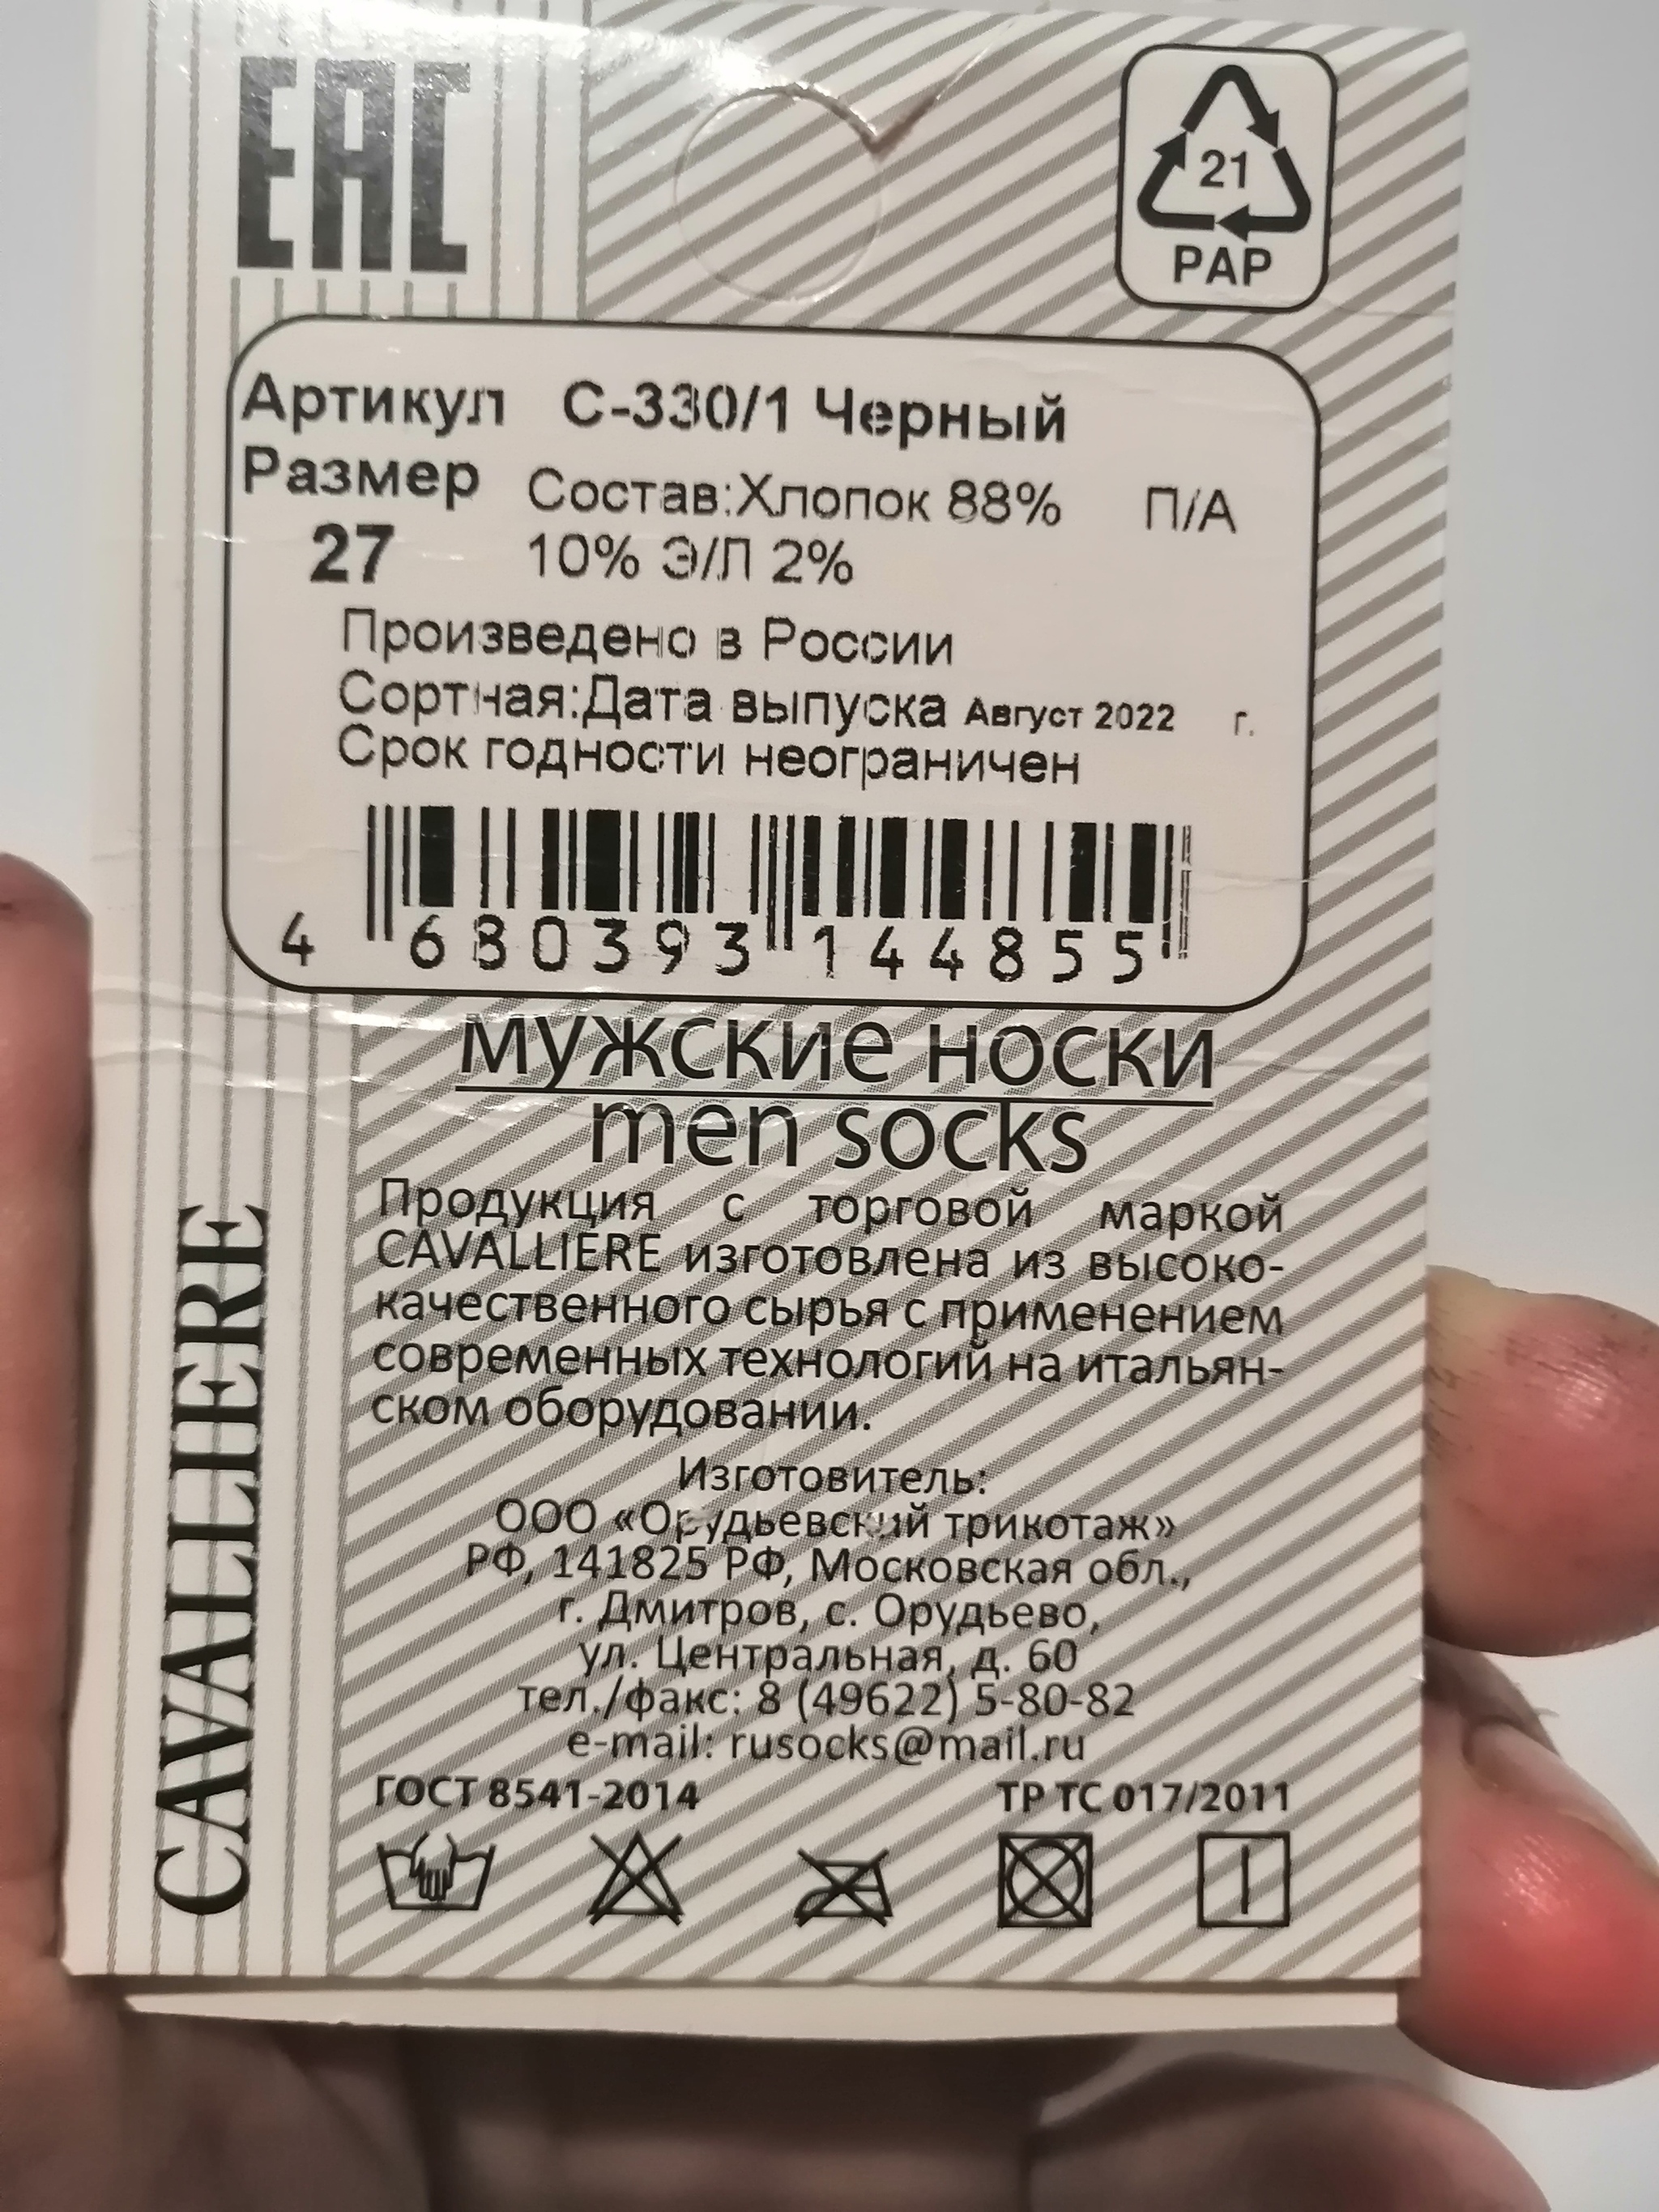 EAC
21
PAP
Артикул С-330/1 Черный
Размер Состав:Хлопок 88% П/А
27 10% Э/Л 2%
Произведено в России
Сортная:Дата выпуска Август 2022 г.
Срок годности неограничен
4 680393 144855
мужские носки
men socks
Продукция с торговой маркой
CAVALLIERE изготовлена из высоко-
качественного сырья с применением
современных технологий на итальян-
ском оборудовании.
Изготовитель:
ООО «Орудьевский трикотаж»
РФ, 141825 РФ, Московская обл.,
г. Дмитров, с. Орудьево,
ул. Центральная, д. 60
тел./факс: 8 (49622) 5-80-82
e-mail: rusocks@mail.ru
ГОСТ 8541-2014 ТР ТС 017/2011
CAVALLIERE